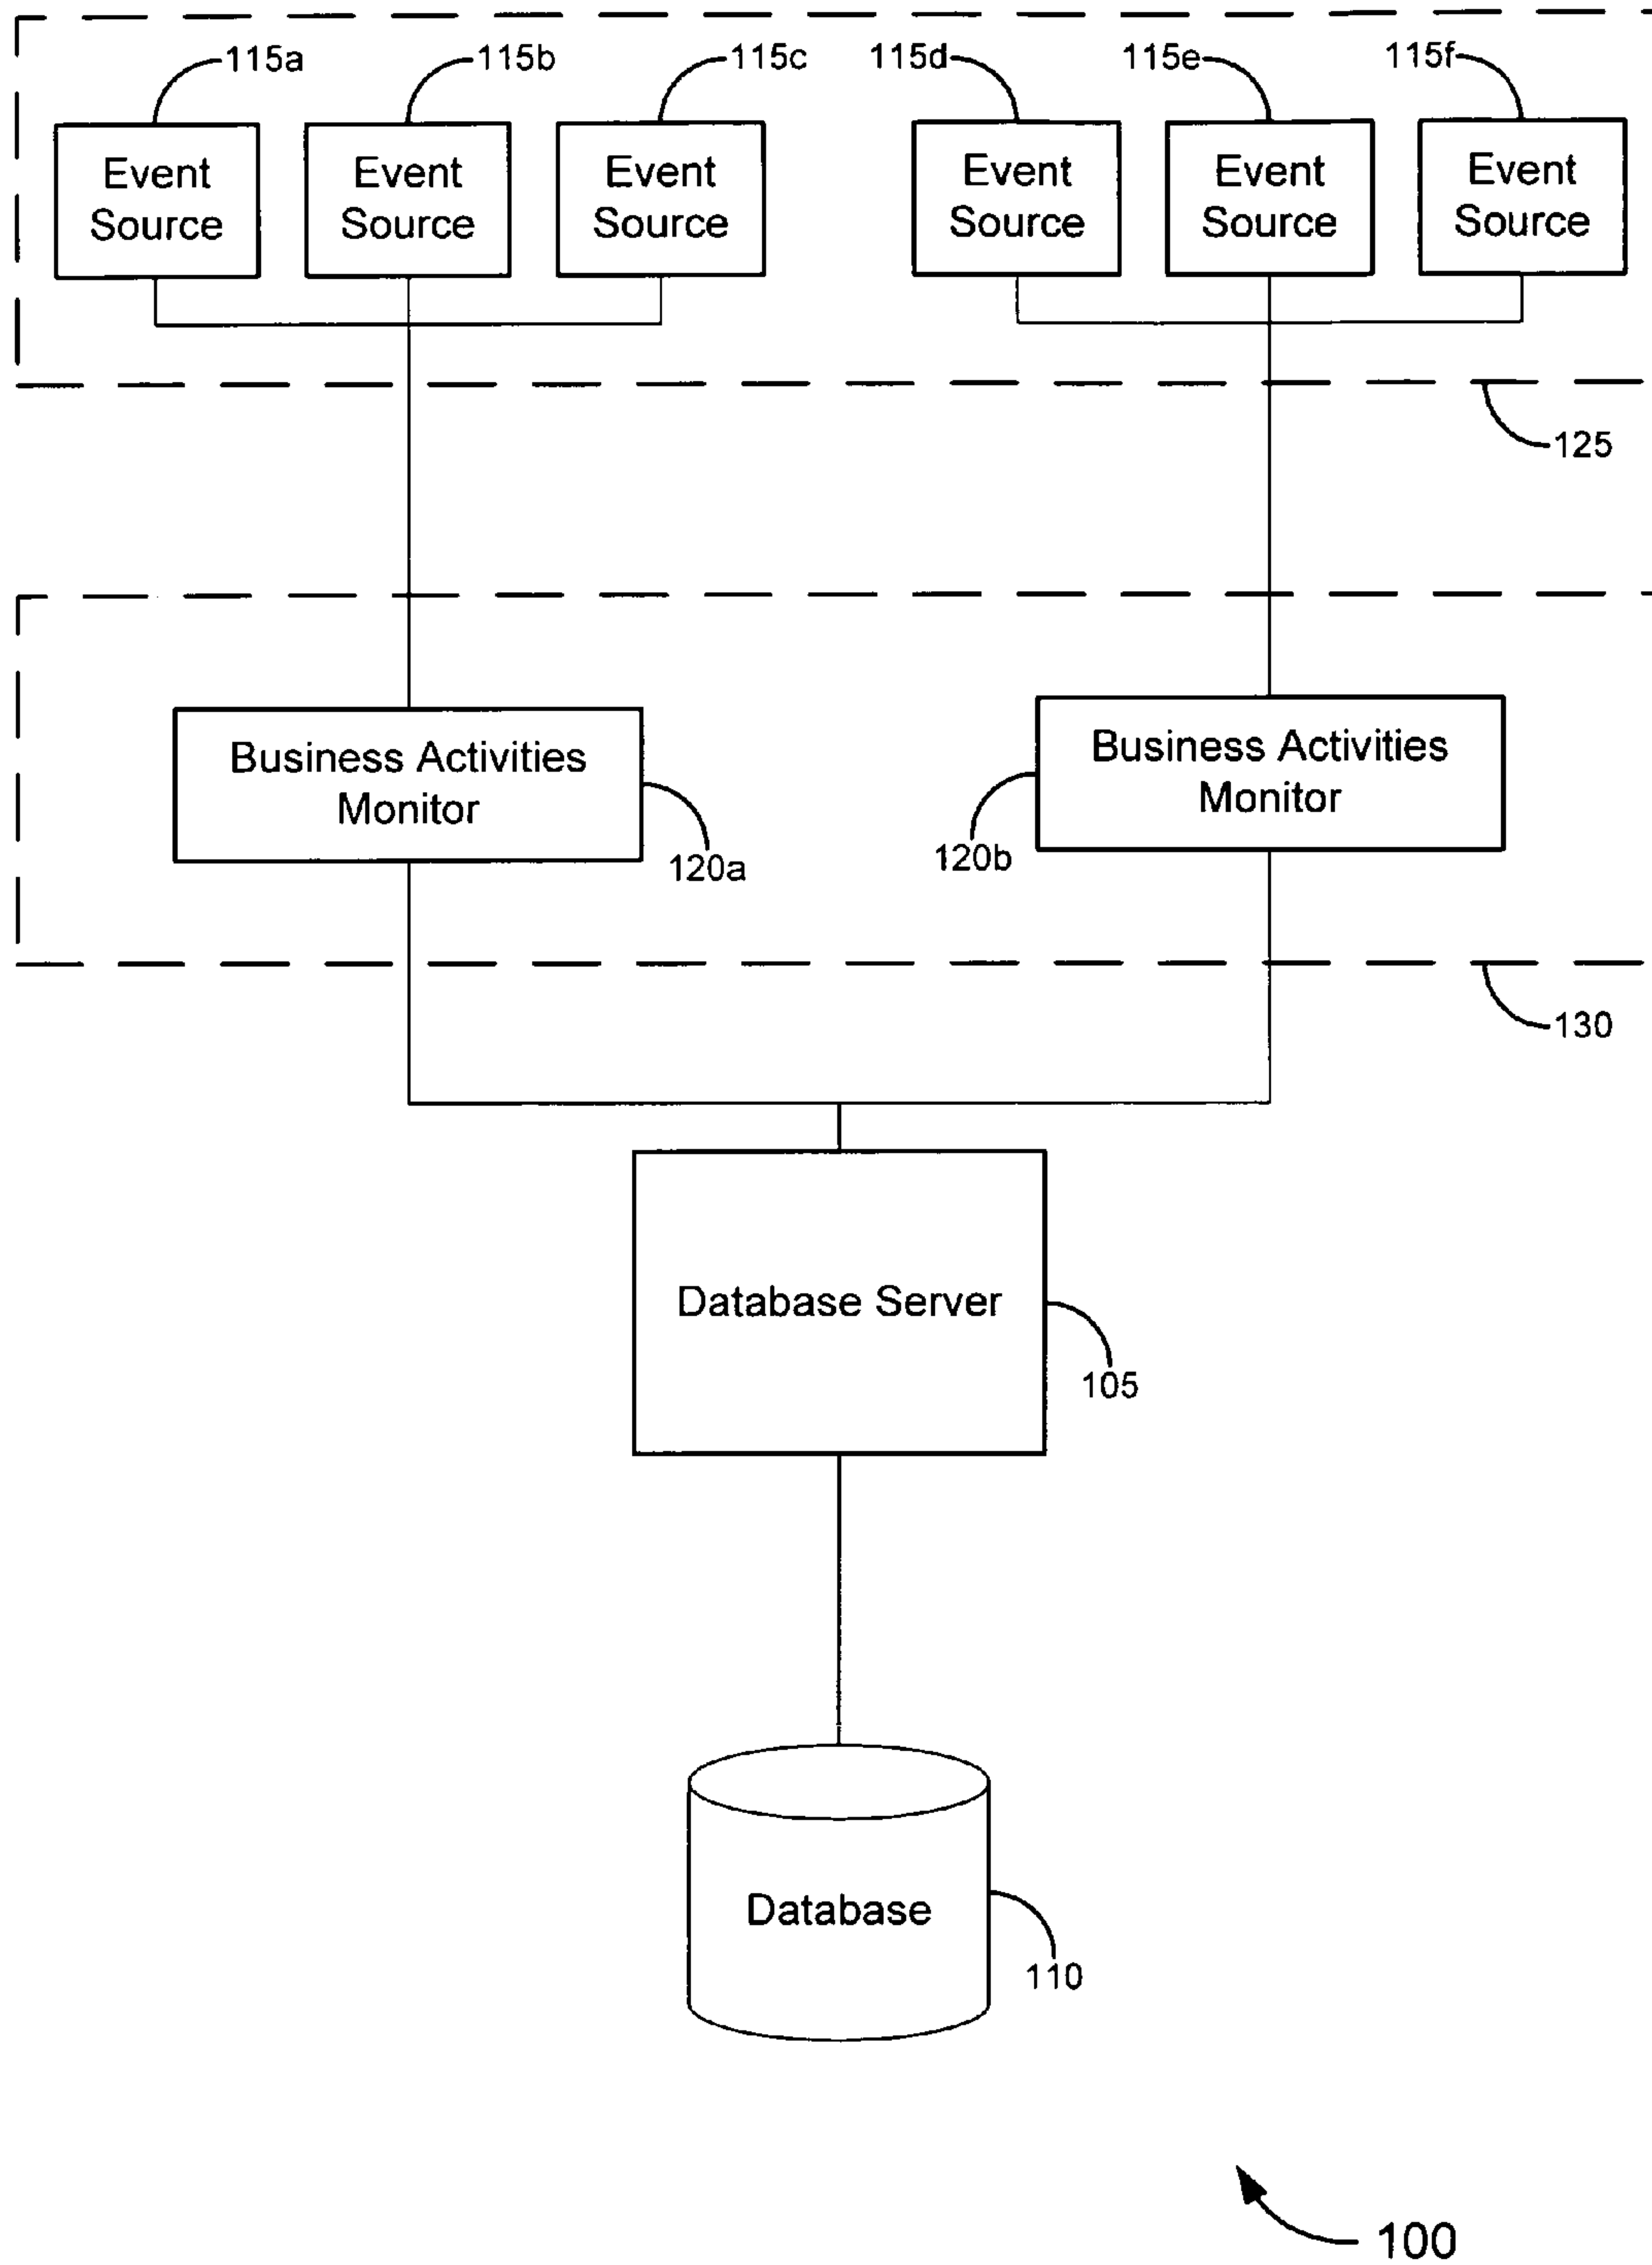 115a 115b 115c 115d 115e 115f
Event Event Event Event Event Event
Source Source Source Source Source Source
125
Business Activities Business Activities
Monitor Monitor
120a 120b
130
Database Server
105
Database
110
100